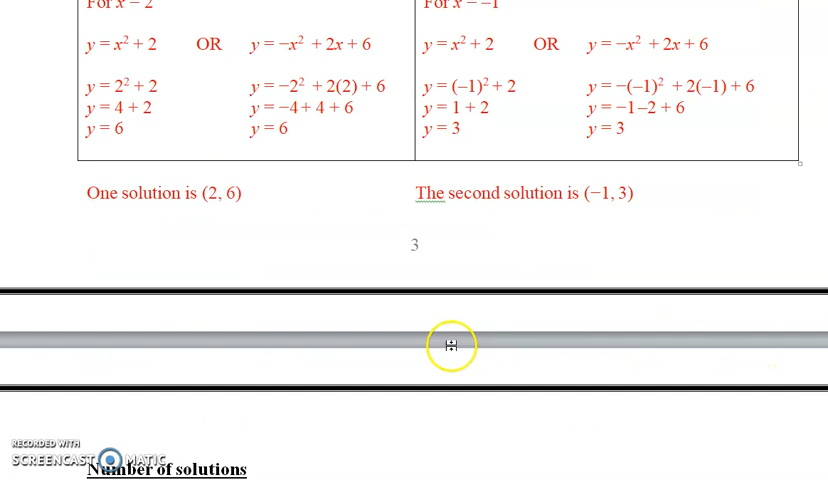 For x = 2
For x = −1
y = x² + 2 OR y = −x² + 2x + 6
y = x² + 2 OR y = −x² + 2x + 6
y = 2² + 2 y = −2² + 2(2) + 6
y = (−1)² + 2 y = −(−1)² + 2(−1) + 6
y = 4 + 2 y = −4 + 4 + 6
y = 1 + 2 y = −1 −2 + 6
y = 6 y = 6
y = 3 y = 3
One solution is (2, 6)
The second solution is (−1, 3)
3
RECORDED WITH
SCREENCAST MATIC
Number of solutions